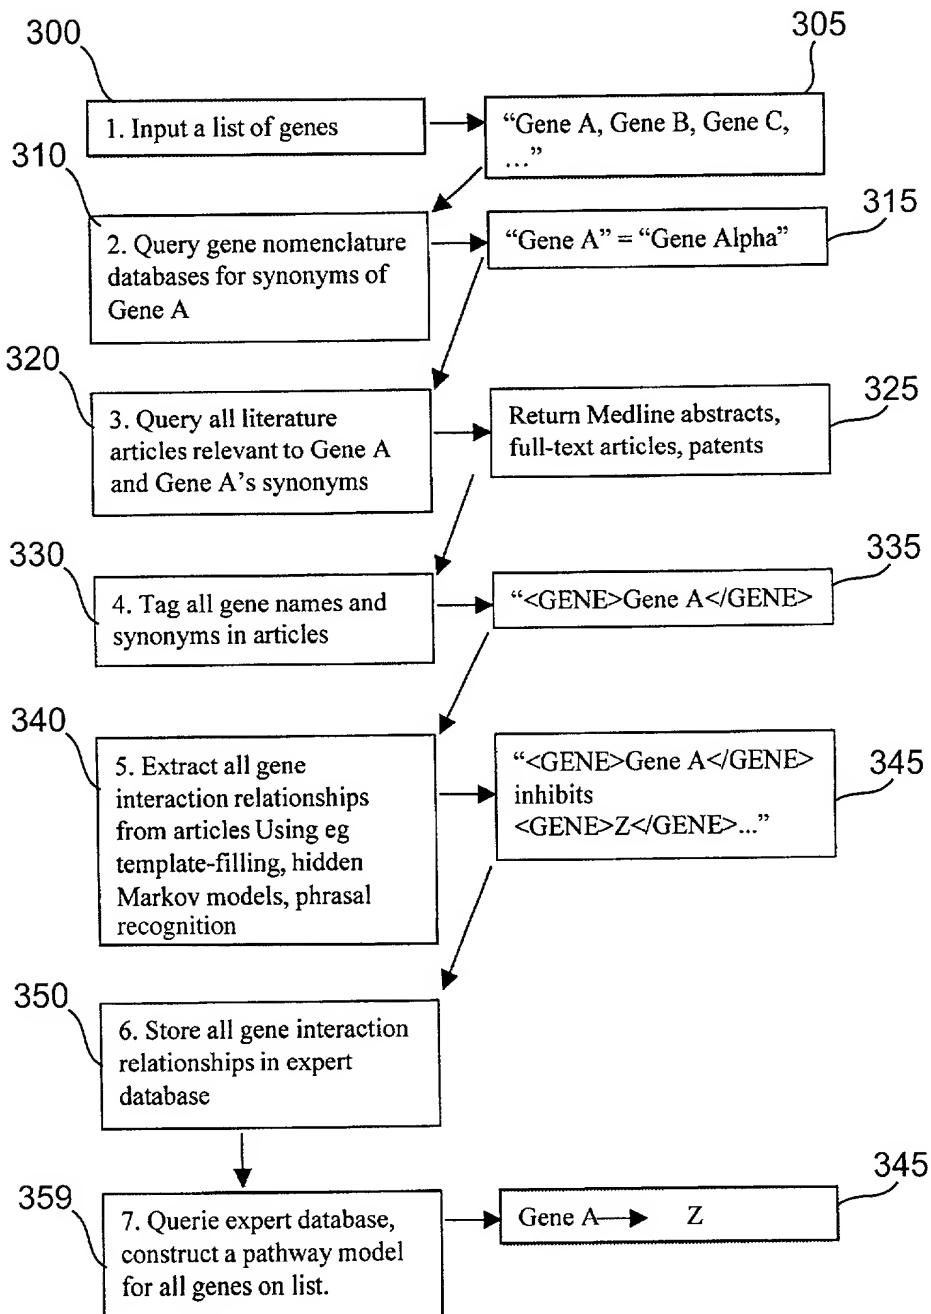 300
305
1. Input a list of genes
“Gene A, Gene B, Gene C,
…”
310
315
2. Query gene nomenclature
databases for synonyms of
Gene A
“Gene A” = “Gene Alpha”
320
325
3. Query all literature
articles relevant to Gene A
and Gene A’s synonyms
Return Medline abstracts,
full-text articles, patents
330
335
4. Tag all gene names and
synonyms in articles
“<GENE>Gene A</GENE>
340
345
5. Extract all gene
interaction relationships
from articles Using eg
template-filling, hidden
Markov models, phrasal
recognition
“<GENE>Gene A</GENE>
inhibits
<GENE>Z</GENE>...”
350
6. Store all gene interaction
relationships in expert
database
359
345
7. Querie expert database,
construct a pathway model
for all genes on list.
Gene A Z